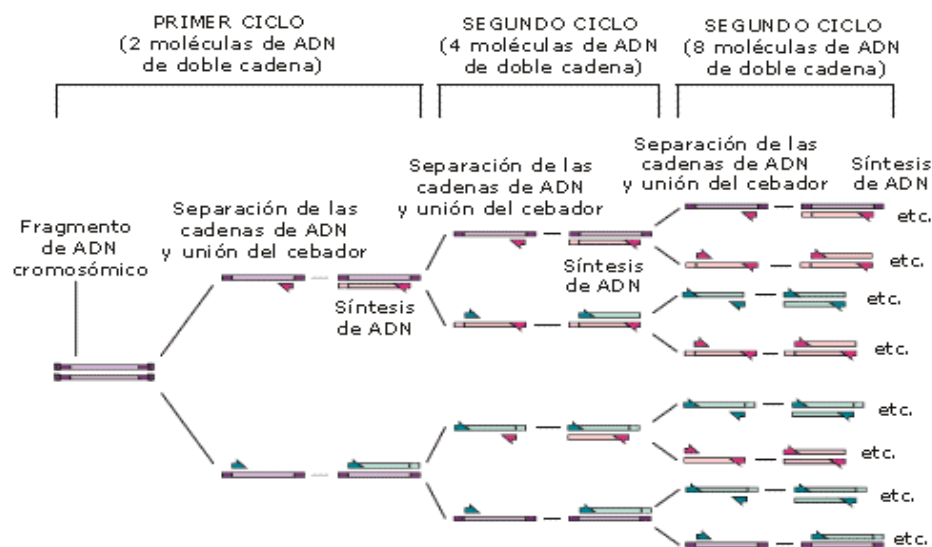 PRIMER CICLO
(2 moléculas de ADN
de doble cadena)
SEGUNDO CICLO
(4 moléculas de ADN
de doble cadena)
SEGUNDO CICLO
(8 moléculas de ADN
de doble cadena)
Fragmento
de ADN
cromosómico
Separación de las
cadenas de ADN
y unión del cebador
Síntesis
de ADN
Separación de las
cadenas de ADN
y unión del cebador
Síntesis
de ADN
Separación de las
cadenas de ADN
y unión del cebador
Síntesis
de ADN
etc.
etc.
etc.
etc.
etc.
etc.
etc.
etc.